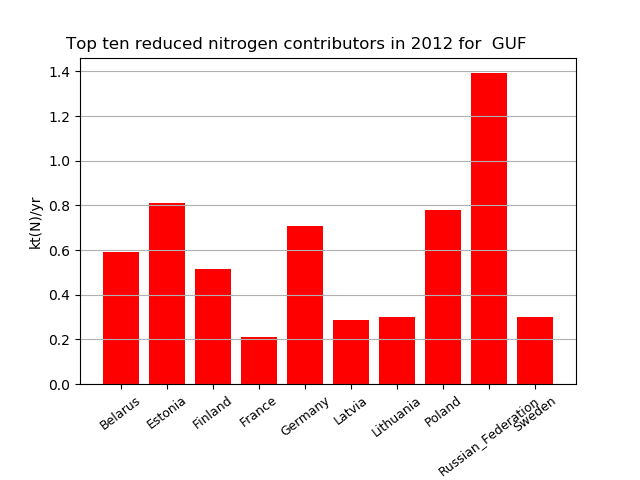 Top ten reduced nitrogen contributors in 2012 for  GUF
kt(N)/yr
1.4
1.2
1.0
0.8
0.6
0.4
0.2
0.0
Belarus
Estonia
Finland
France
Germany
Latvia
Lithuania
Poland
Russian_Federation
Sweden